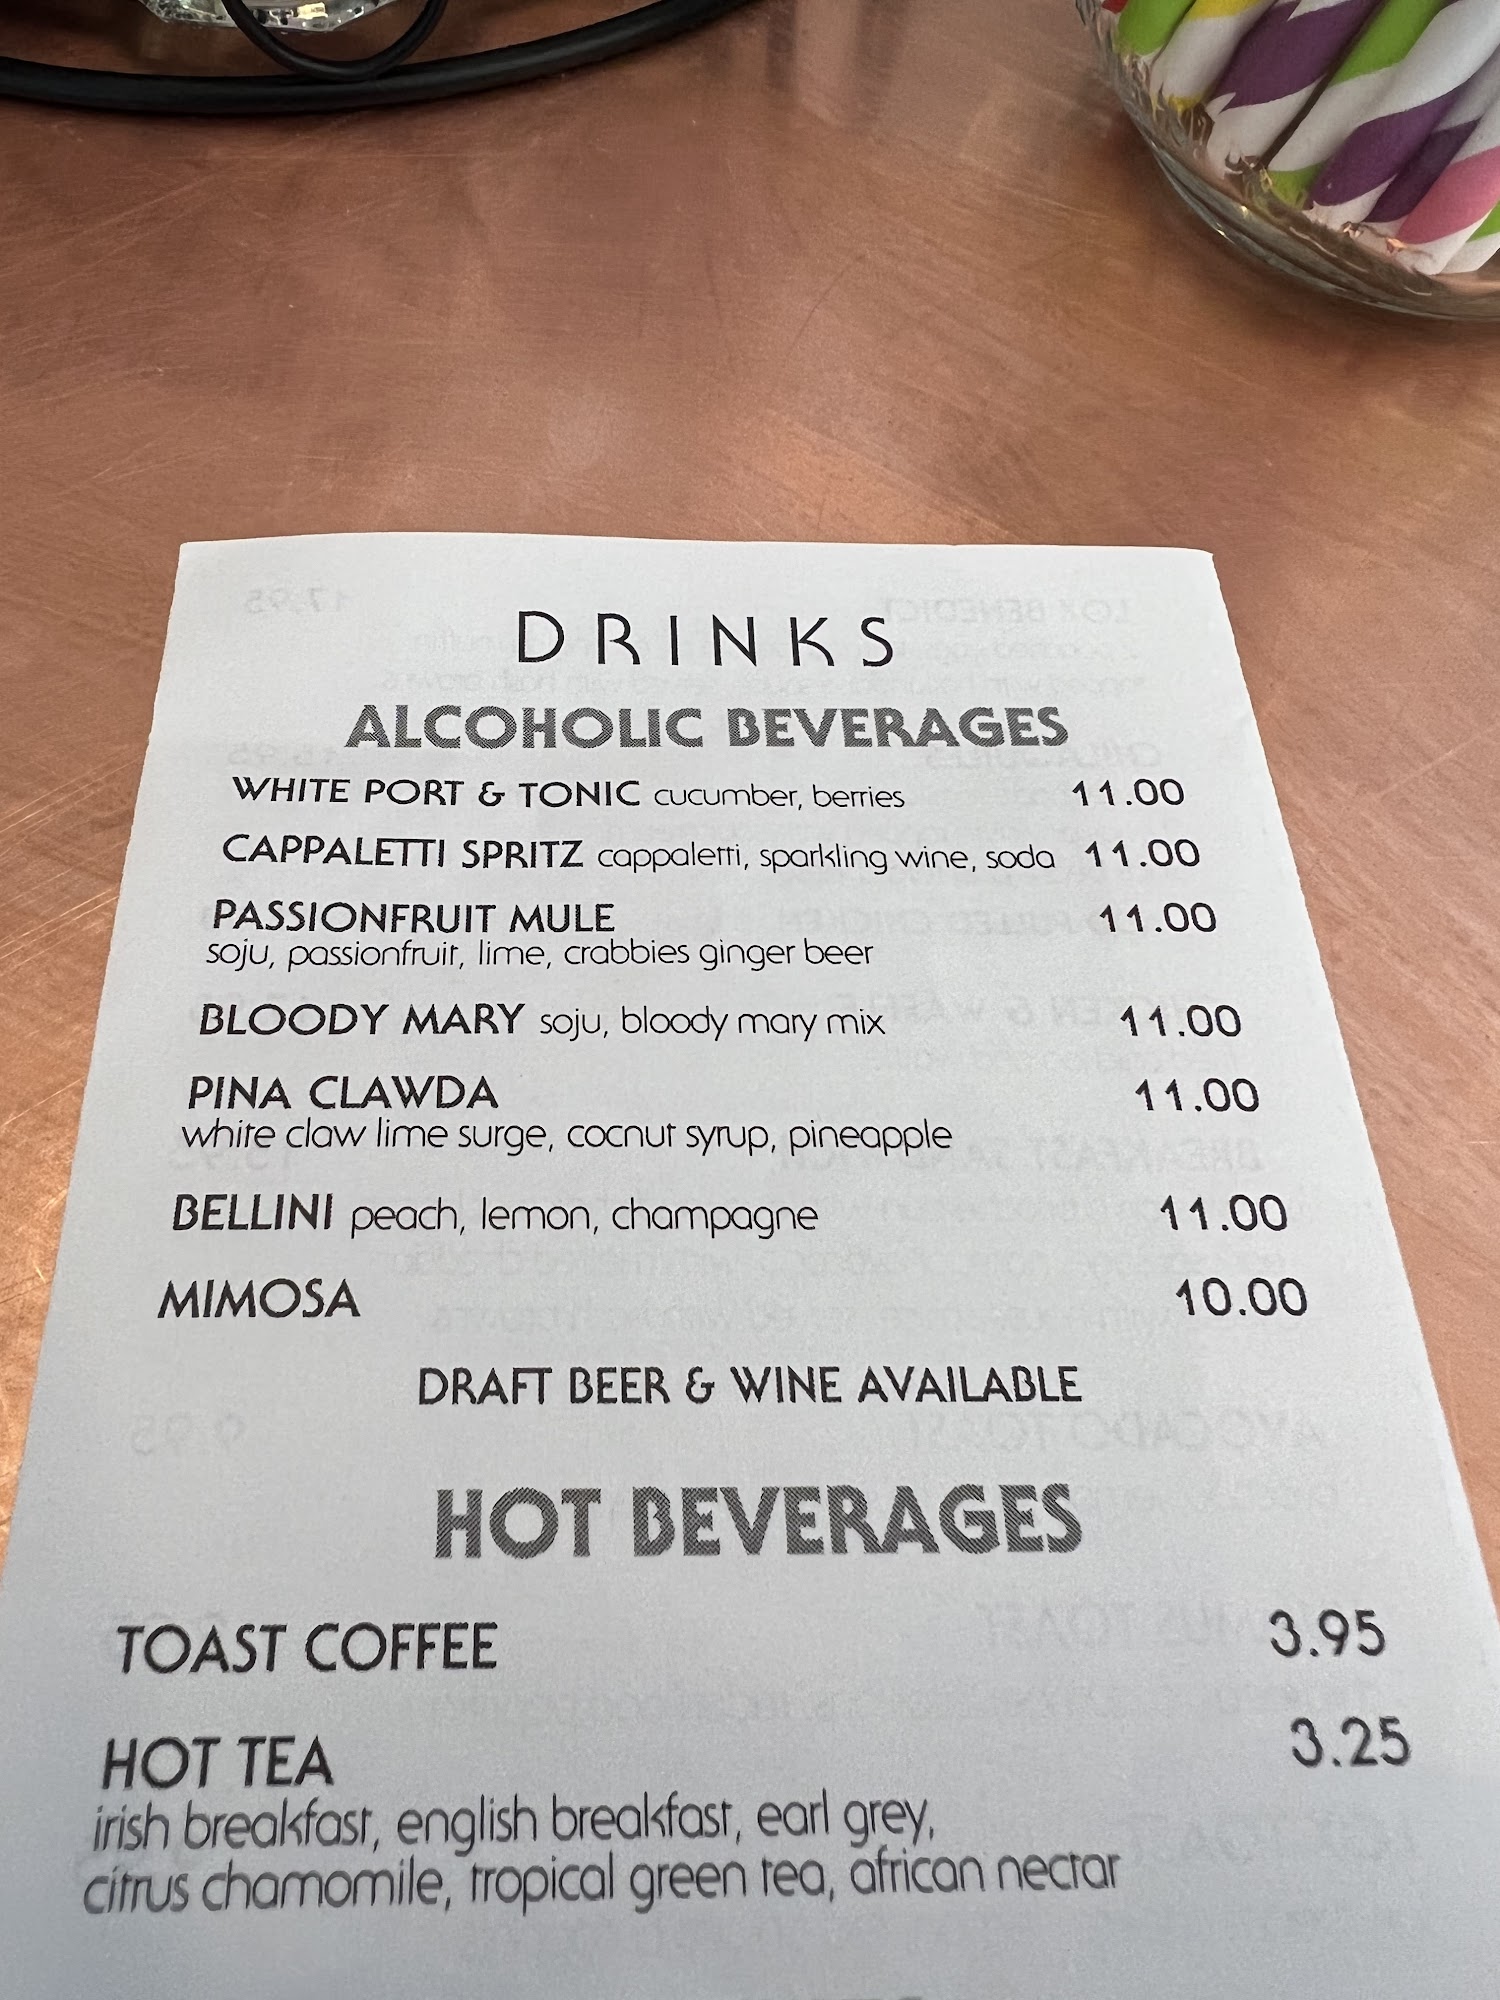 DRINKS
ALCOHOLIC BEVERAGES
WHITE PORT & TONIC cucumber, berries 11.00
CAPPALETTI SPRITZ cappaletti, sparkling wine, soda 11.00
PASSIONFRUIT MULE 11.00
soju, passionfruit, lime, crabbies ginger beer
BLOODY MARY soju, bloody mary mix 11.00
PINA CLAWDA 11.00
white claw lime surge, cocnut syrup, pineapple
BELLINI peach, lemon, champagne 11.00
MIMOSA 10.00
DRAFT BEER & WINE AVAILABLE
HOT BEVERAGES
TOAST COFFEE 3.95
HOT TEA 3.25
irish breakfast, english breakfast, earl grey,
citrus chamomile, tropical green tea, african nectar